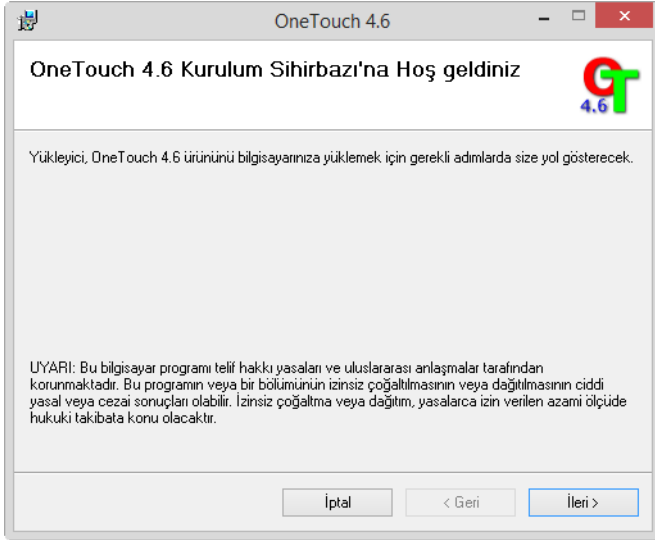 OneTouch 4.6
OneTouch 4.6 Kurulum Sihirbazı'na Hoş geldiniz
OT
4.6
Yükleyici, OneTouch 4.6 ürününü bilgisayarınıza yüklemek için gerekli adımlarda size yol gösterecek.
UYARI: Bu bilgisayar programı telif hakkı yasaları ve uluslararası anlaşmalar tarafından
korunmaktadır. Bu programın veya bir bölümünün izinsiz çoğaltılmasının veya dağıtılmasının ciddi
yasal veya cezai sonuçları olabilir. İzinsiz çoğaltma veya dağıtım, yasalarca izin verilen azami ölçüde
hukuki takibata konu olacaktır.
İptal
< Geri
İleri >